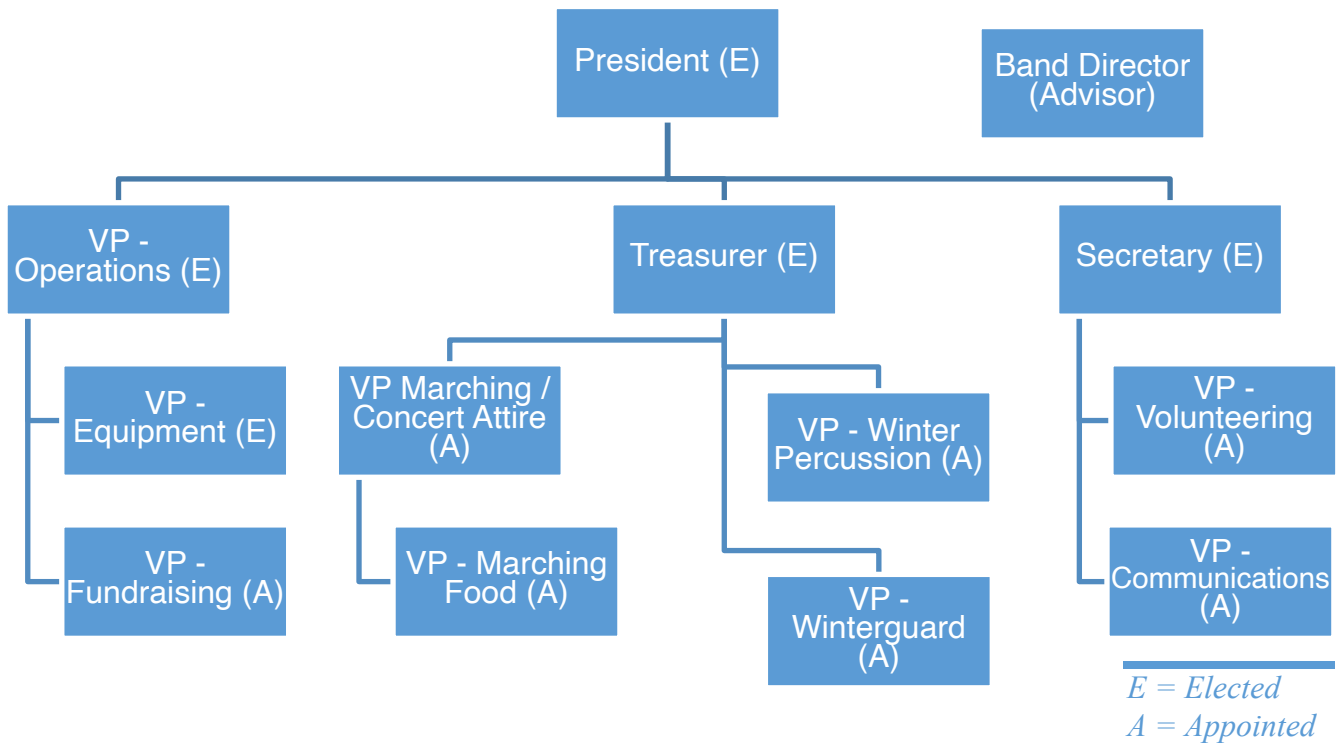 President (E)
Band Director
(Advisor)
VP -
Operations (E)
Treasurer (E)
Secretary (E)
VP -
Equipment (E)
VP Marching /
Concert Attire
(A)
VP - Winter
Percussion (A)
VP -
Volunteering
(A)
VP -
Fundraising (A)
VP - Marching
Food (A)
VP -
Winterguard
(A)
VP -
Communications
(A)
E = Elected
A = Appointed